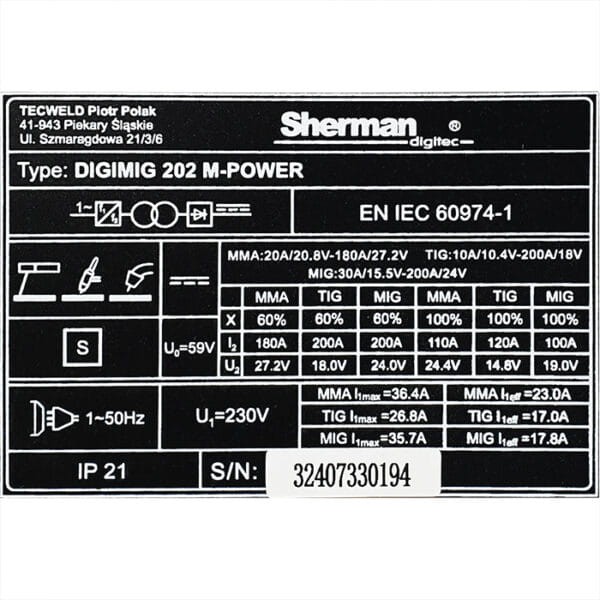 TECWELD Piotr Polak
41-943 Piekary Śląskie
Ul. Szmaragdowa 21/3/6
Sherman ®
digitec
Type: DIGIMIG 202 M-POWER
1~ f₁ f₂
EN IEC 60974-1
MMA:20A/20.8V-180A/27.2V TIG:10A/10.4V-200A/18V
MIG:30A/15.5V-200A/24V
MMA TIG MIG MMA TIG MIG
X 60% 60% 60% 100% 100% 100%
S
U₀=59V
I₂ 180A 200A 200A 110A 120A 100A
U₂ 27.2V 18.0V 24.0V 24.4V 14.8V 19.0V
1~50Hz
U₁=230V
MMA I₁max=36.4A MMA I₁eff=23.0A
TIG I₁max=26.8A TIG I₁eff=17.0A
MIG I₁max=35.7A MIG I₁eff=17.8A
IP 21
S/N: 32407330194